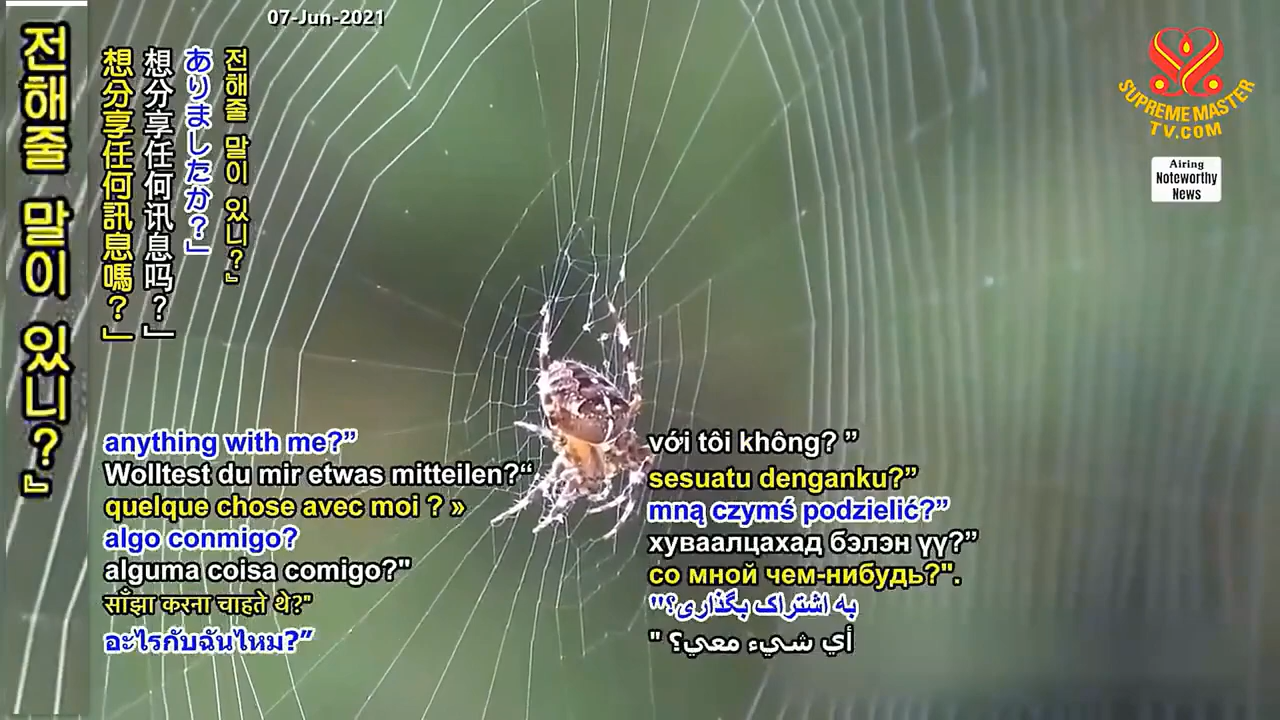 07-Jun-2021
전해줄 말이 있니?』
想分享任何訊息嗎？」
想分享任何讯息吗？」
ありましたか？」
전해줄 말이 있니?』
SUPREME MASTER
TV.COM
Airing
Noteworthy
News
anything with me?”
Wolltest du mir etwas mitteilen?“
quelque chose avec moi ? »
algo conmigo?
alguma coisa comigo?"
साँझा करना चाहते थे?"
อะไรกับฉันไหม?”
với tôi không? ”
sesuatu denganku?”
mną czymś podzielić?”
хуваалцахад бэлэн үү?”
со мной чем-нибудь?".
به اشتراک بگذاری؟"
أي شيء معي؟ "